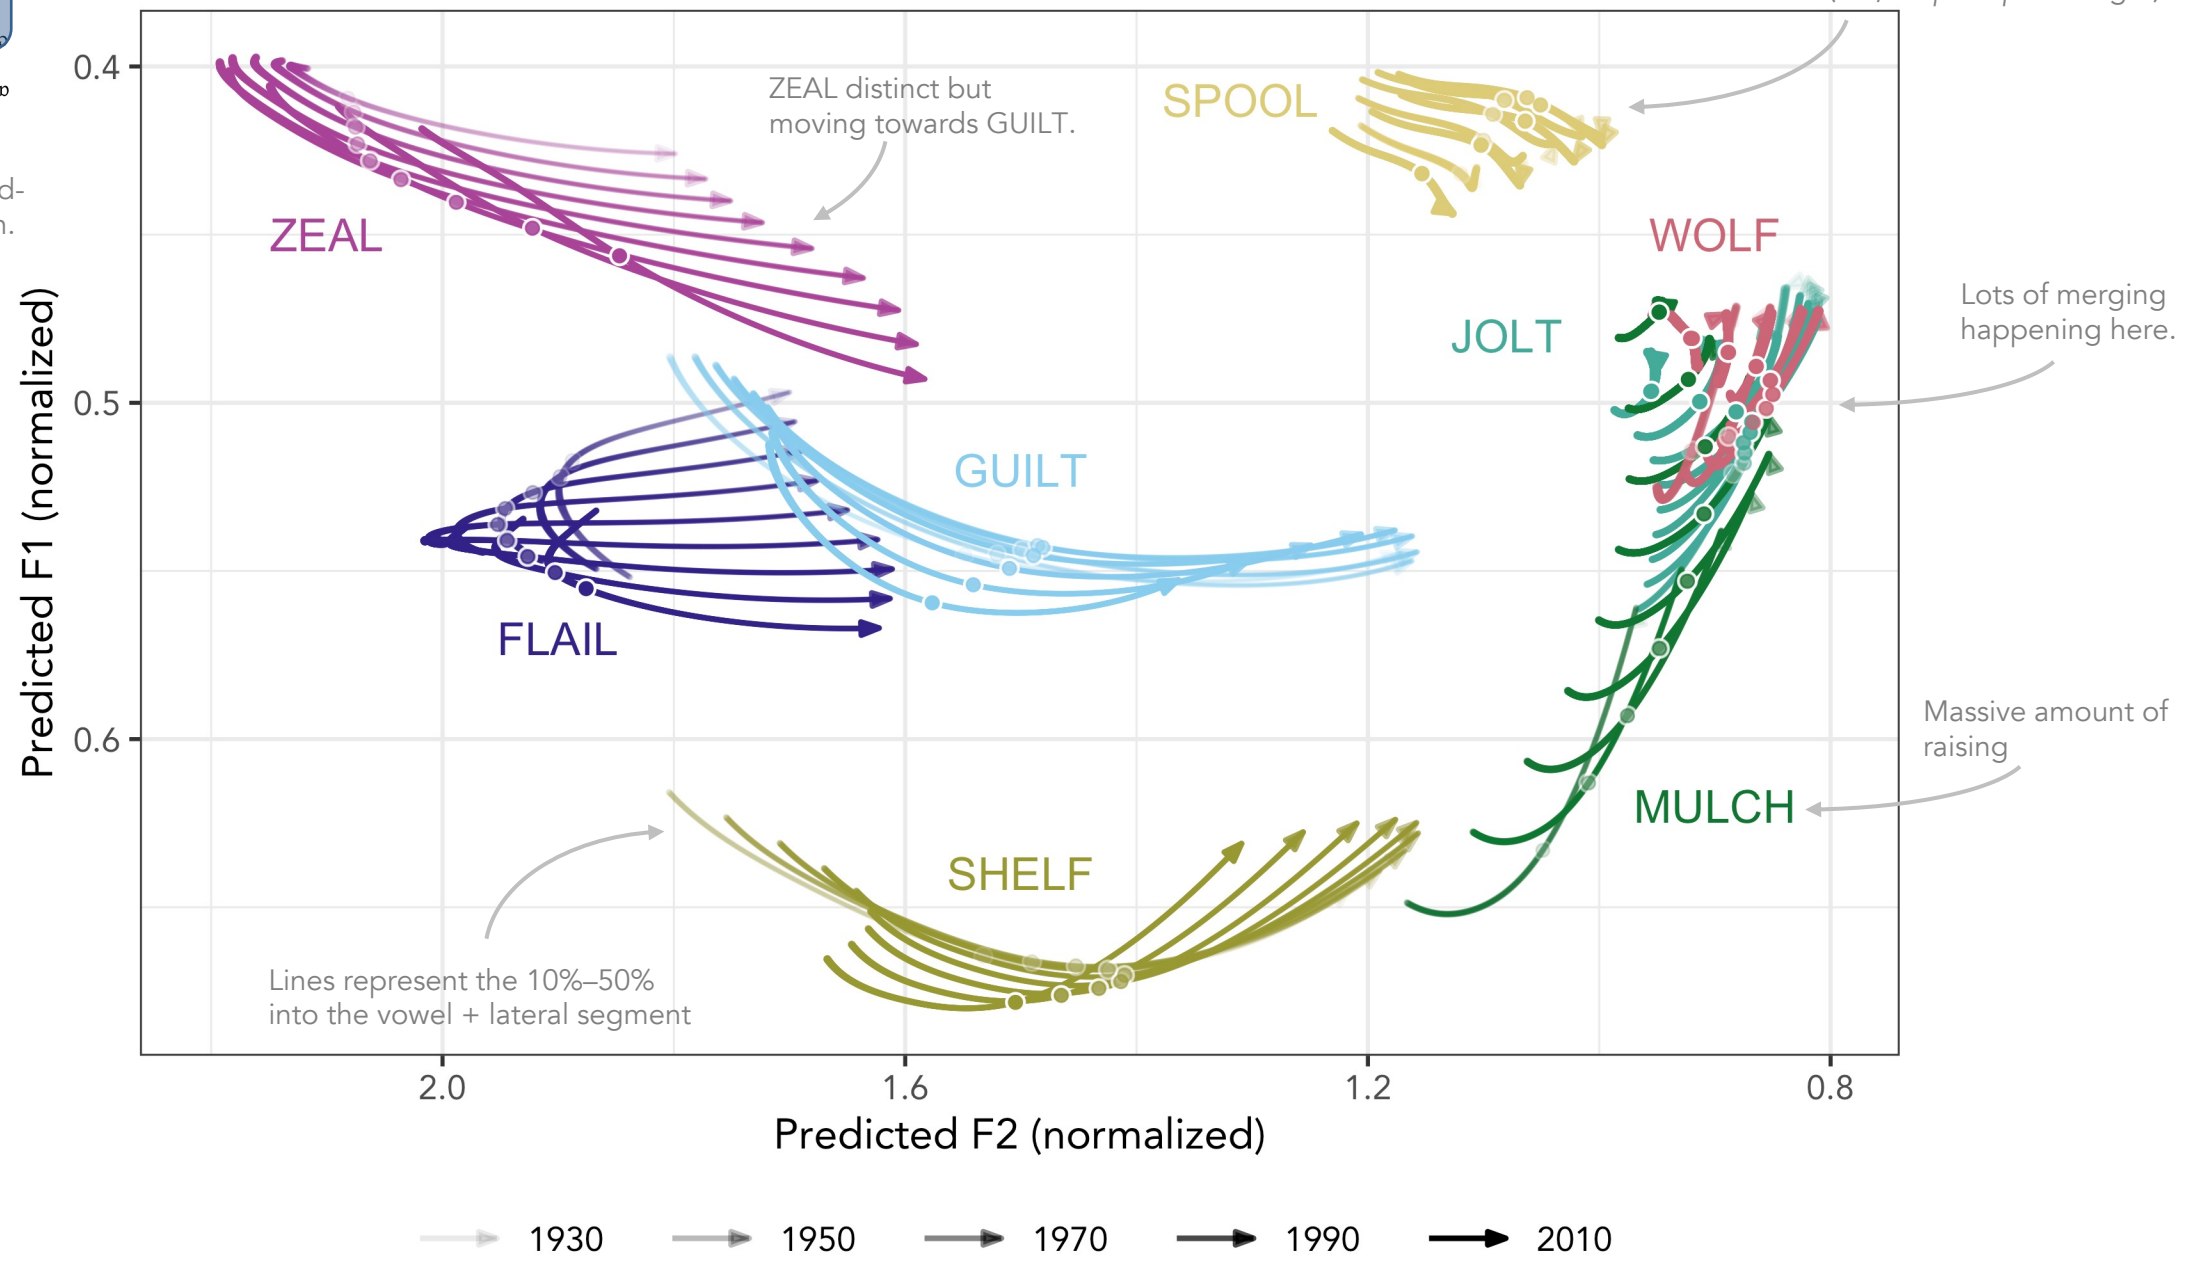 0.4
0.5
0.6
Predicted F1 (normalized)
ZEAL distinct but
moving towards GUILT.
SPOOL
ZEAL
WOLF
JOLT
Lots of merging
happening here.
GUILT
FLAIL
Massive amount of
raising
MULCH
SHELF
Lines represent the 10%–50%
into the vowel + lateral segment
2.0 1.6 1.2 0.8
Predicted F2 (normalized)
1930 1950 1970 1990 2010